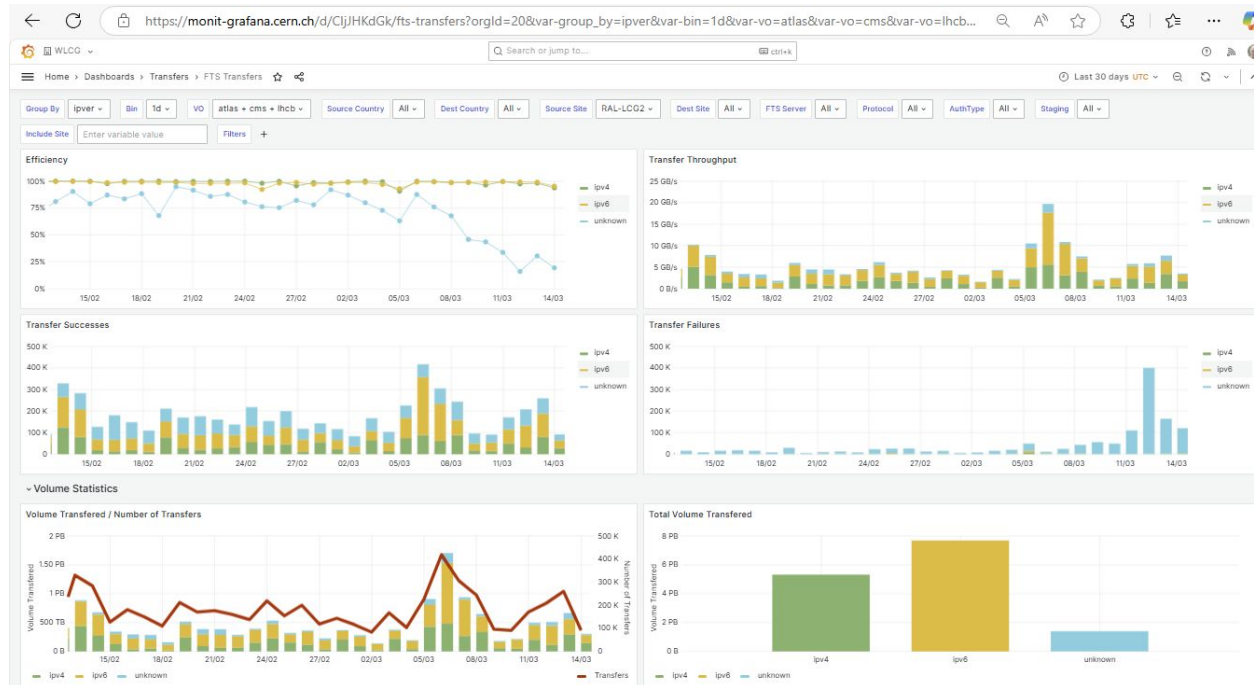 https://monit-grafana.cern.ch/d/CIjJHKdGk/fts-transfers?orgId=20&var-group_by=ipver&var-bin=1d&var-vo=atlas&var-vo=cms&var-vo=lhcb...
WLCG
Search or jump to...
ctrl+k
Home > Dashboards > Transfers > FTS Transfers
Last 30 days UTC
Group By ipver Bin 1d VO atlas + cms + lhcb Source Country All Dest Country All Source Site RAL-LCG2 Dest Site All FTS Server All Protocol All AuthType All Staging All
Include Site Enter variable value Filters +
Efficiency
100%
75%
50%
25%
0%
15/02 18/02 21/02 24/02 27/02 02/03 05/03 08/03 11/03 14/03
ipv4
ipv6
unknown
Transfer Throughput
25 GB/s
20 GB/s
15 GB/s
10 GB/s
5 GB/s
0 B/s
15/02 18/02 21/02 24/02 27/02 02/03 05/03 08/03 11/03 14/03
ipv4
ipv6
unknown
Transfer Successes
500 K
400 K
300 K
200 K
100 K
0
15/02 18/02 21/02 24/02 27/02 02/03 05/03 08/03 11/03 14/03
ipv4
ipv6
unknown
Transfer Failures
500 K
400 K
300 K
200 K
100 K
0
15/02 18/02 21/02 24/02 27/02 02/03 05/03 08/03 11/03 14/03
ipv4
ipv6
unknown
Volume Statistics
Volume Transfered / Number of Transfers
Volume Transfered
2 PB
1.50 PB
1 PB
500 TB
0 B
500 K
400 K
300 K
200 K
100 K
0
Number of Transfers
15/02 18/02 21/02 24/02 27/02 02/03 05/03 08/03 11/03 14/03
ipv4 ipv6 unknown Transfers
Total Volume Transfered
Volume Transfered
8 PB
6 PB
4 PB
2 PB
0 B
ipv4 ipv6 unknown
ipv4 ipv6 unknown